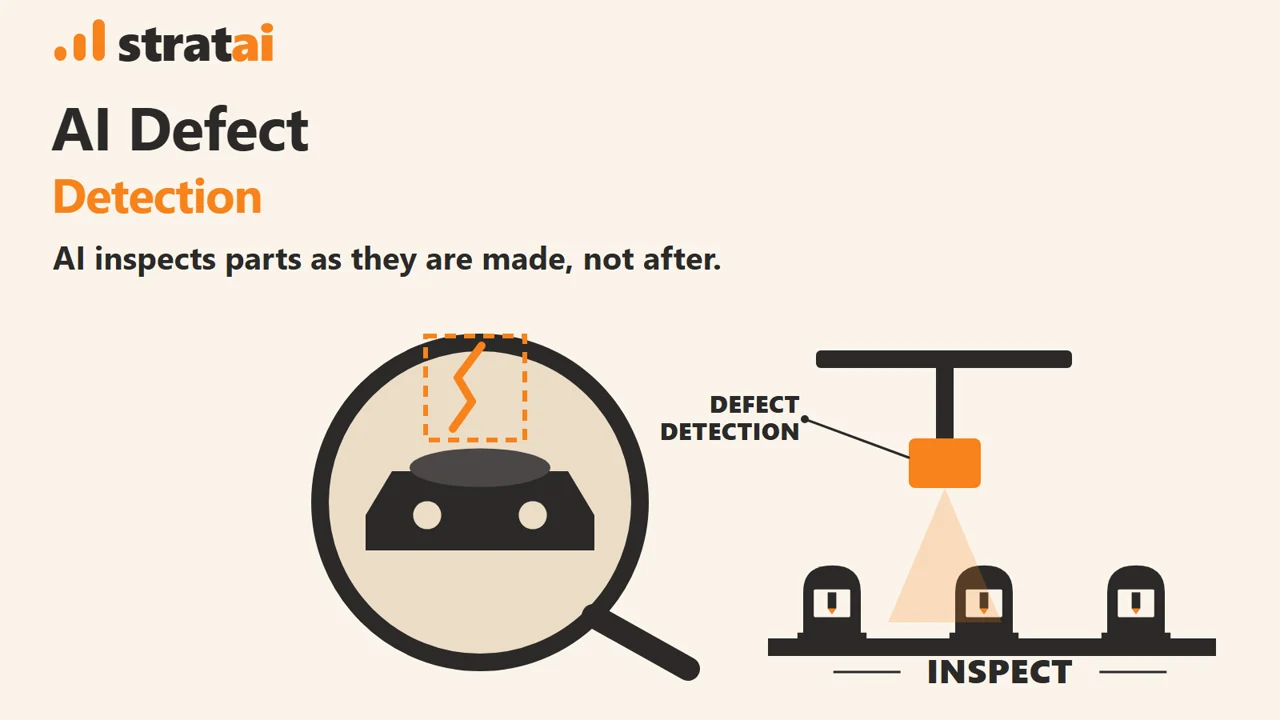 stratai
AI Defect
Detection
AI inspects parts as they are made, not after.
DEFECT
DETECTION
INSPECT